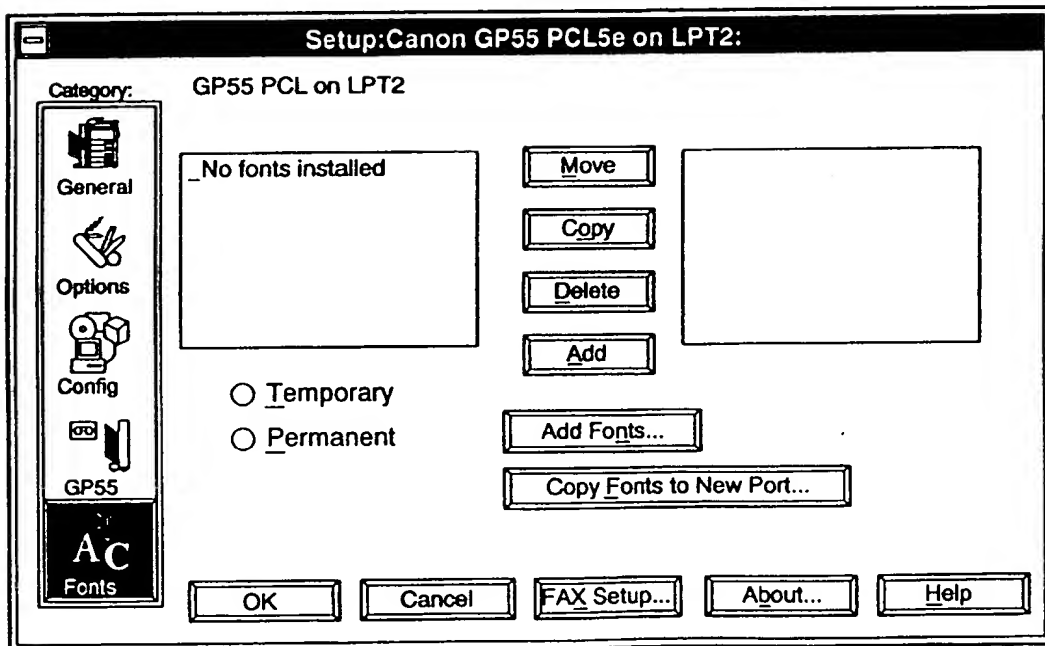 Setup:Canon GP55 PCL5e on LPT2:
Category:
General
Options
Config
GP55
AC
Fonts
GP55 PCL on LPT2
_No fonts installed
Move
Copy
Delete
Add
Temporary
Permanent
Add Fonts...
Copy Fonts to New Port...
OK
Cancel
FAX Setup...
About...
Help